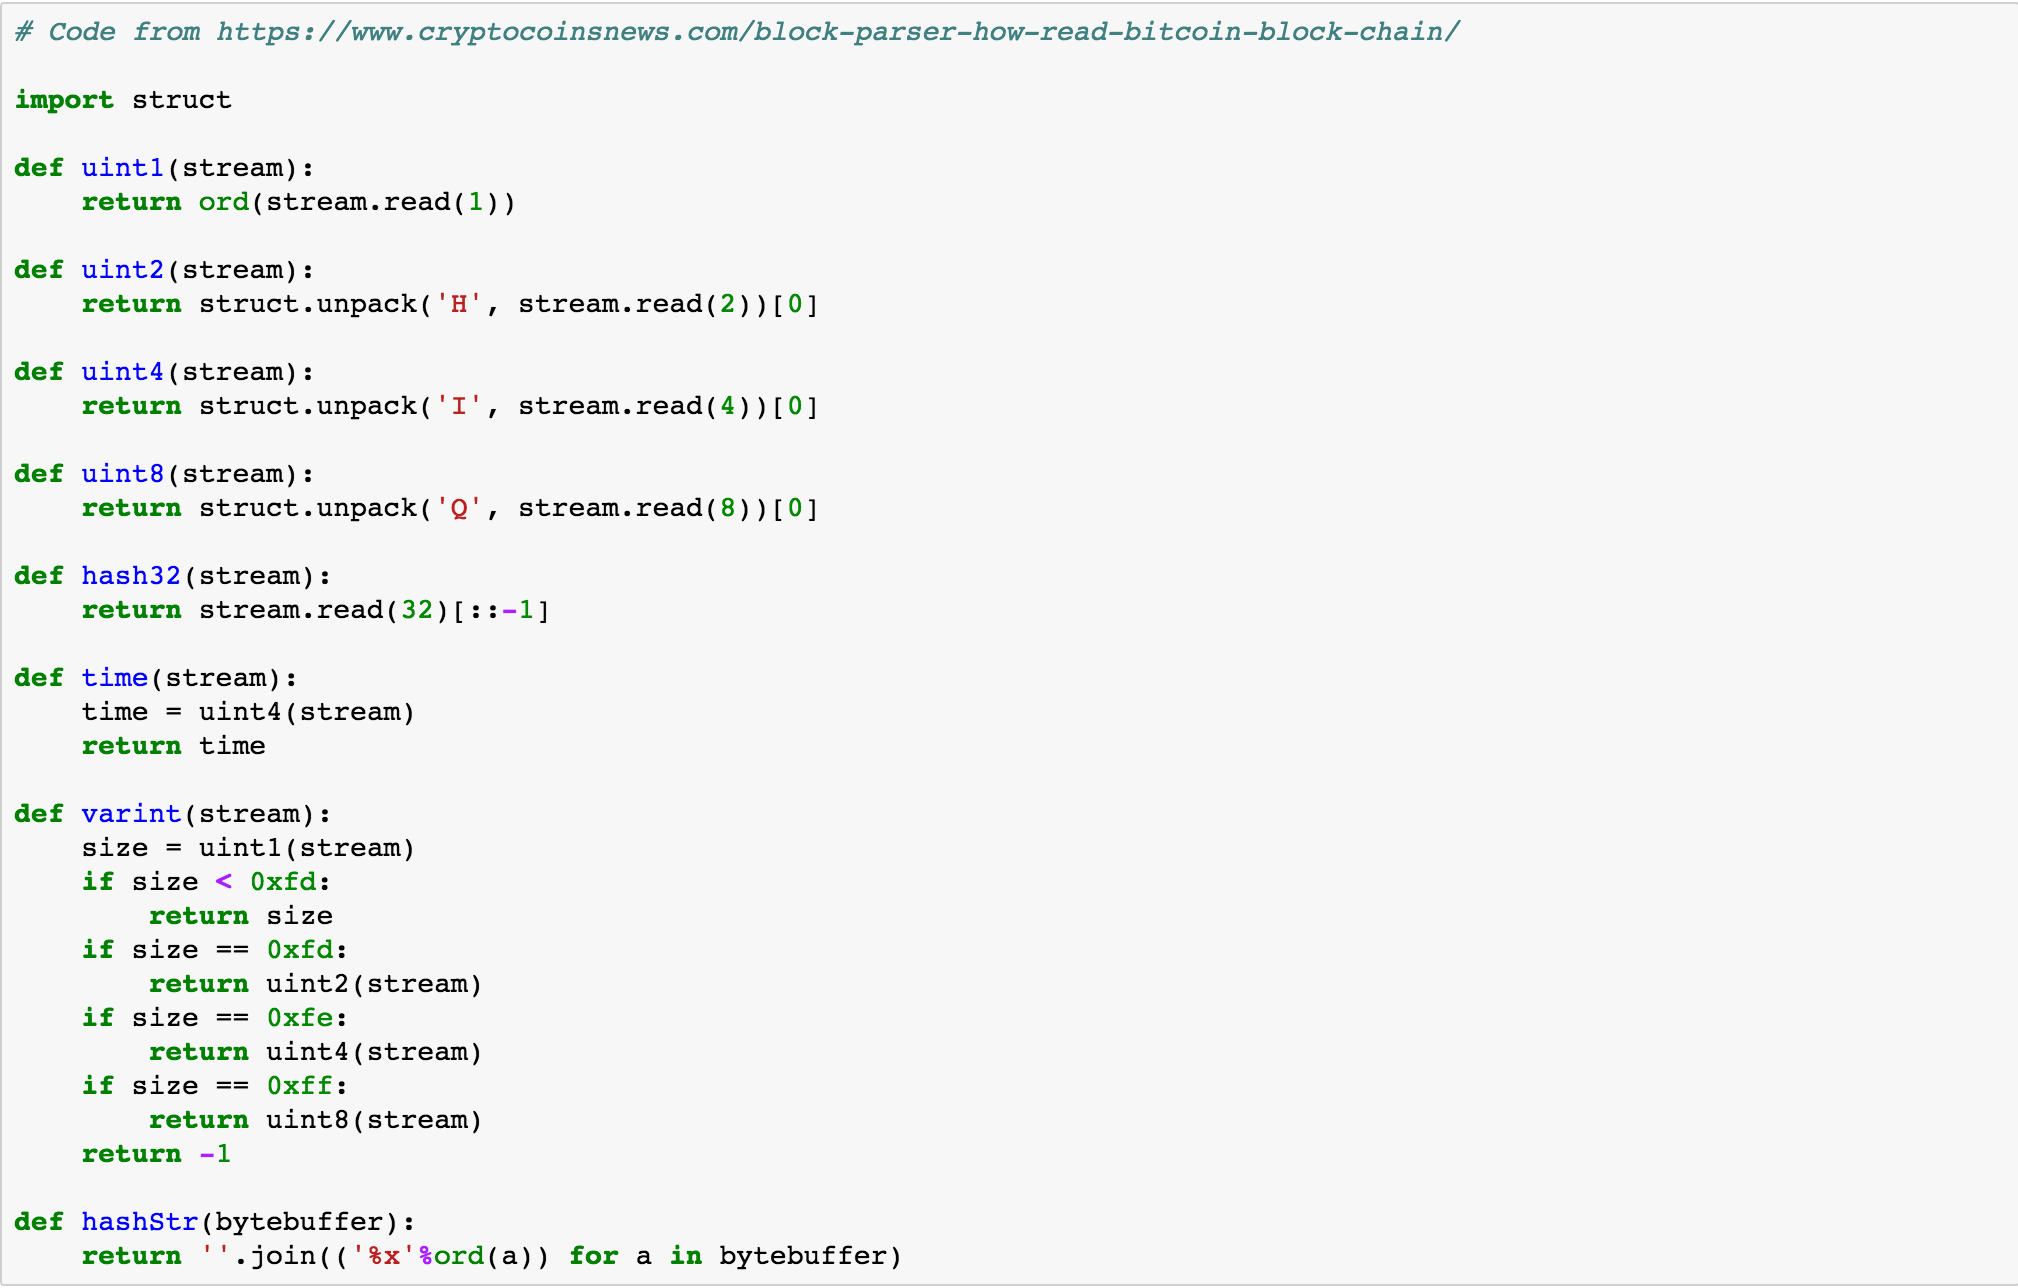 # Code from https://www.cryptocoinsnews.com/block-parser-how-read-bitcoin-block-chain/

import struct

def uint1(stream):
    return ord(stream.read(1))

def uint2(stream):
    return struct.unpack('H', stream.read(2))[0]

def uint4(stream):
    return struct.unpack('I', stream.read(4))[0]

def uint8(stream):
    return struct.unpack('Q', stream.read(8))[0]

def hash32(stream):
    return stream.read(32)[::-1]

def time(stream):
    time = uint4(stream)
    return time

def varint(stream):
    size = uint1(stream)
    if size < 0xfd:
        return size
    if size == 0xfd:
        return uint2(stream)
    if size == 0xfe:
        return uint4(stream)
    if size == 0xff:
        return uint8(stream)
    return -1

def hashStr(bytebuffer):
    return ''.join(('%x'%ord(a)) for a in bytebuffer)